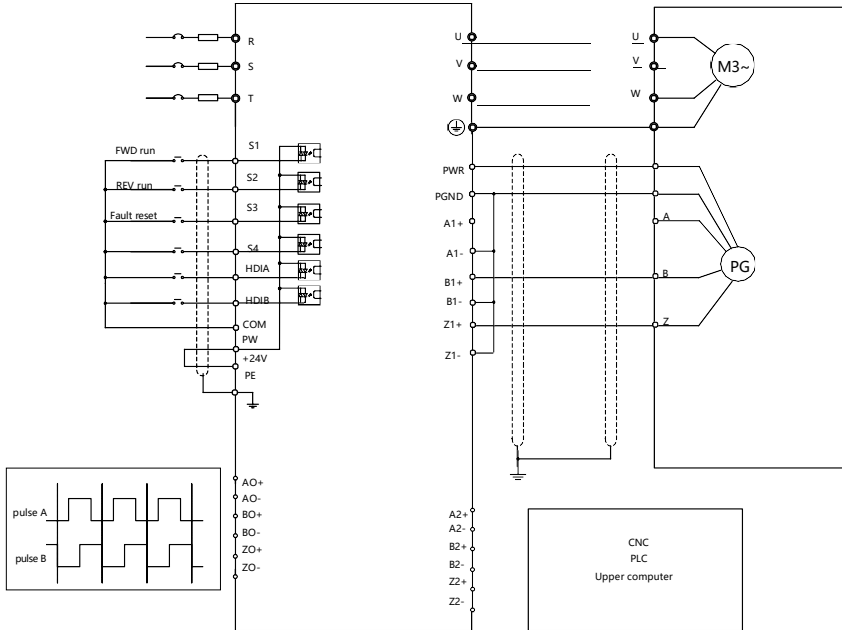 R
S
T
U
V
W
U
V
W
M3~
FWD run
REV run
Fault reset
S1
S2
S3
S4
HDIA
HDIB
COM
PW
+24V
PE
PWR
PGND
A1+
A1-
B1+
B1-
Z1+
Z1-
A
B
Z
PG
pulse A
pulse B
AO+
AO-
BO+
BO-
ZO+
ZO-
A2+
A2-
B2+
B2-
Z2+
Z2-
CNC
PLC
Upper computer